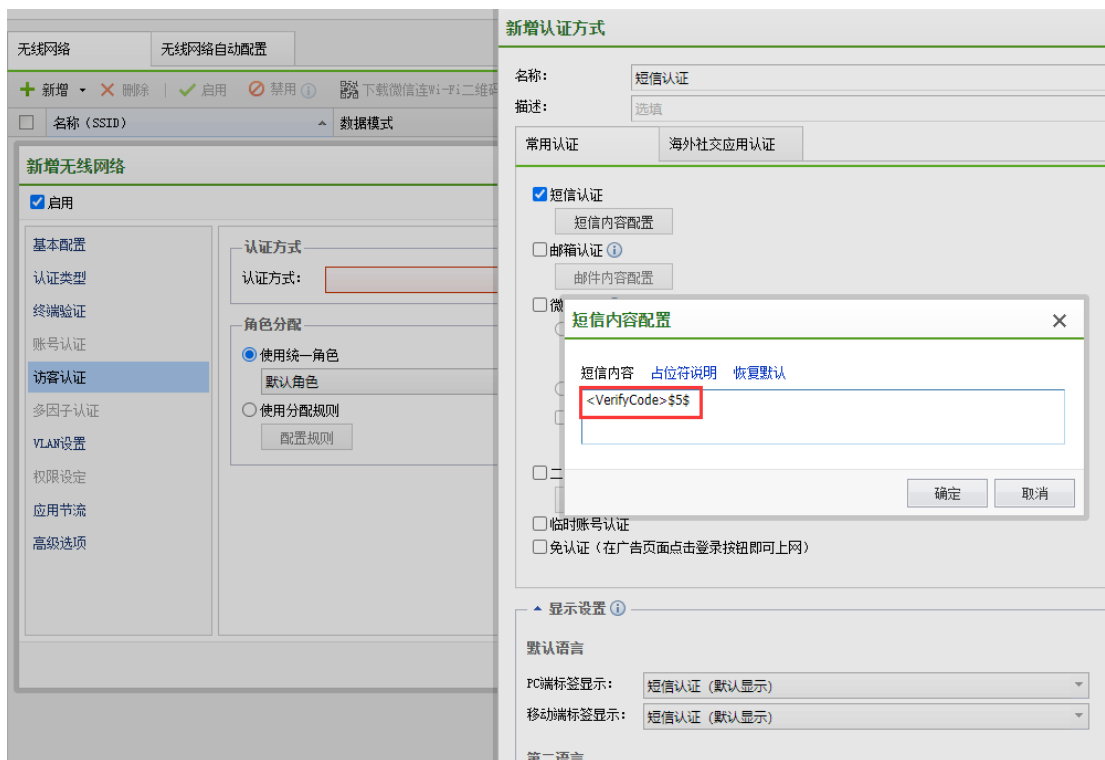 无线网络
无线网络自动配置
新增
删除
启用
禁用
下载微信连Wi-Fi二维码
名称（SSID）
数据模式
新增无线网络
启用
基本配置
认证类型
终端验证
账号认证
访客认证
多因子认证
VLAN设置
权限设定
应用节流
高级选项
认证方式
认证方式：
角色分配
使用统一角色
默认角色
使用分配规则
配置规则
新增认证方式
名称：
短信认证
描述：
选填
常用认证
海外社交应用认证
短信认证
短信内容配置
邮箱认证
邮件内容配置
微
短信内容配置
短信内容 占位符说明 恢复默认
<VerifyCode>$5$
确定
取消
二
临时账号认证
免认证（在广告页面点击登录按钮即可上网）
显示设置
默认语言
PC端标签显示：
短信认证（默认显示）
移动端标签显示：
短信认证（默认显示）
第二语言